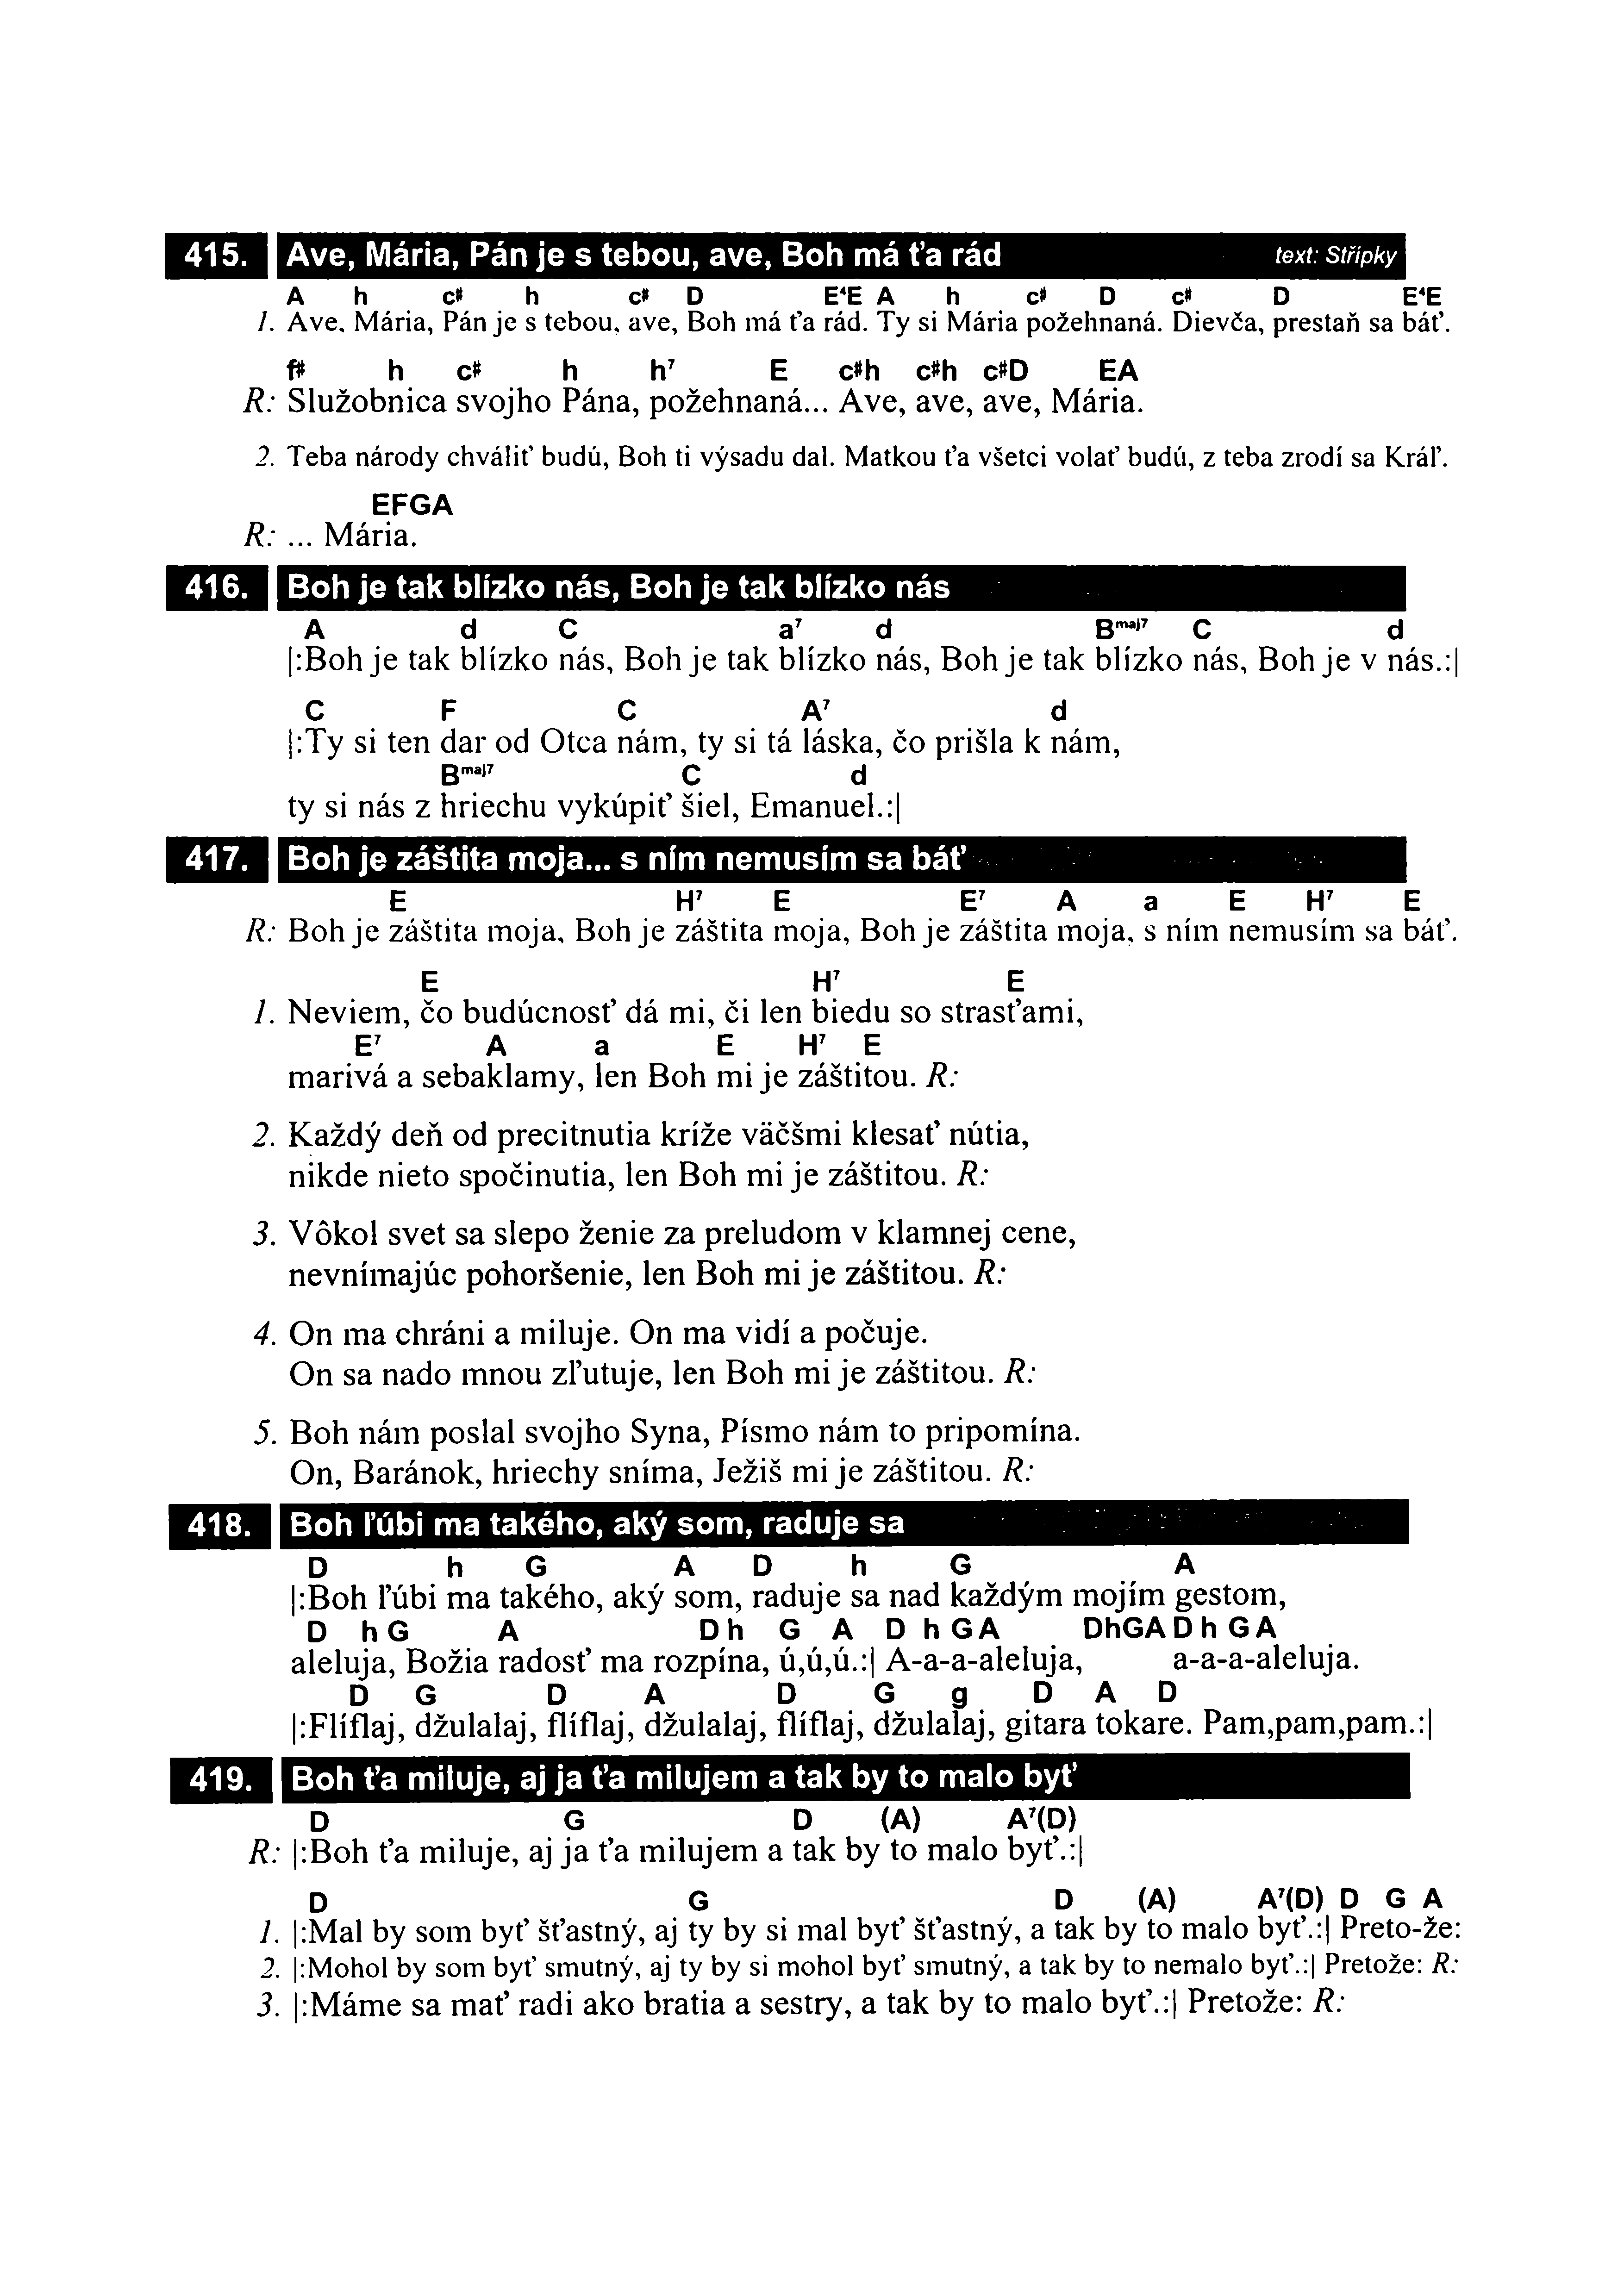 415. Ave, Mária, Pán je s tebou, ave, Boh má ťa rád text: Střípky
A h c# h c# D E⁴E A h c# D c# D E⁴E
1. Ave, Mária, Pán je s tebou, ave, Boh má ťa rád. Ty si Mária požehnaná. Dievča, prestaň sa báť.
f# h c# h h⁷ E c#h c#h c#D EA
R: Služobnica svojho Pána, požehnaná... Ave, ave, ave, Mária.
2. Teba národy chváliť budú, Boh ti výsadu dal. Matkou ťa všetci volať budú, z teba zrodí sa Kráľ.
EFGA
R: ... Mária.
416. Boh je tak blízko nás, Boh je tak blízko nás
A d C a⁷ d Bmaj7 C d
|:Boh je tak blízko nás, Boh je tak blízko nás, Boh je tak blízko nás, Boh je v nás.:|
C F C A⁷ d
|:Ty si ten dar od Otca nám, ty si tá láska, čo prišla k nám,
Bmaj7 C d
ty si nás z hriechu vykúpiť šiel, Emanuel.:|
417. Boh je záštita moja... s ním nemusím sa báť
E H⁷ E E⁷ A a E H⁷ E
R: Boh je záštita moja, Boh je záštita moja, Boh je záštita moja, s ním nemusím sa báť.
E H⁷ E
1. Neviem, čo budúcnosť dá mi, či len biedu so strasťami,
E⁷ A a E H⁷ E
marivá a sebaklamy, len Boh mi je záštitou. R:
2. Každý deň od precitnutia kríže väčšmi klesať nútia,
nikde nieto spočinutia, len Boh mi je záštitou. R:
3. Vôkol svet sa slepo ženie za preludom v klamnej cene,
nevnímajúc pohoršenie, len Boh mi je záštitou. R:
4. On ma chráni a miluje. On ma vidí a počuje.
On sa nado mnou zľutuje, len Boh mi je záštitou. R:
5. Boh nám poslal svojho Syna, Písmo nám to pripomína.
On, Baránok, hriechy sníma, Ježiš mi je záštitou. R:
418. Boh ľúbi ma takého, aký som, raduje sa
D h G A D h G A
|:Boh ľúbi ma takého, aký som, raduje sa nad každým mojím gestom,
D hG A Dh G A D h GA DhGADhGA
aleluja, Božia radosť ma rozpína, ú,ú,ú.:| A-a-a-aleluja, a-a-a-aleluja.
D G D A D G g D A D
|:Flíflaj, džulalaj, flíflaj, džulalaj, flíflaj, džulalaj, gitara tokare. Pam,pam,pam.:|
419. Boh ťa miluje, aj ja ťa milujem a tak by to malo byť
D G D (A) A⁷(D)
R: |:Boh ťa miluje, aj ja ťa milujem a tak by to malo byť.:|
D G D (A) A⁷(D) D G A
1. |:Mal by som byť šťastný, aj ty by si mal byť šťastný, a tak by to malo byť.:| Preto-že:
2. |:Mohol by som byť smutný, aj ty by si mohol byť smutný, a tak by to nemalo byť.:| Pretože: R:
3. |:Máme sa mať radi ako bratia a sestry, a tak by to malo byť.:| Pretože: R: